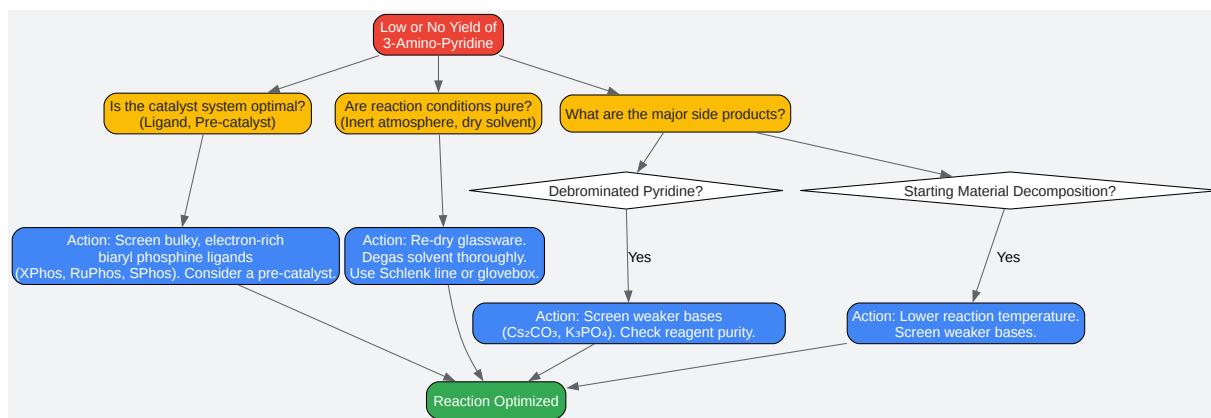 Low or No Yield of
3-Amino-Pyridine
Is the catalyst system optimal?
(Ligand, Pre-catalyst)
Are reaction conditions pure?
(Inert atmosphere, dry solvent)
What are the major side products?
Debrominated Pyridine?
Starting Material Decomposition?
Action: Screen bulky, electron-rich
biaryl phosphine ligands
(XPhos, RuPhos, SPhos). Consider a pre-catalyst.
Action: Re-dry glassware.
Degas solvent thoroughly.
Use Schlenk line or glovebox.
Yes
Yes
Action: Screen weaker bases
(Cs₂CO₃, K₃PO₄). Check reagent purity.
Action: Lower reaction temperature.
Screen weaker bases.
Reaction Optimized